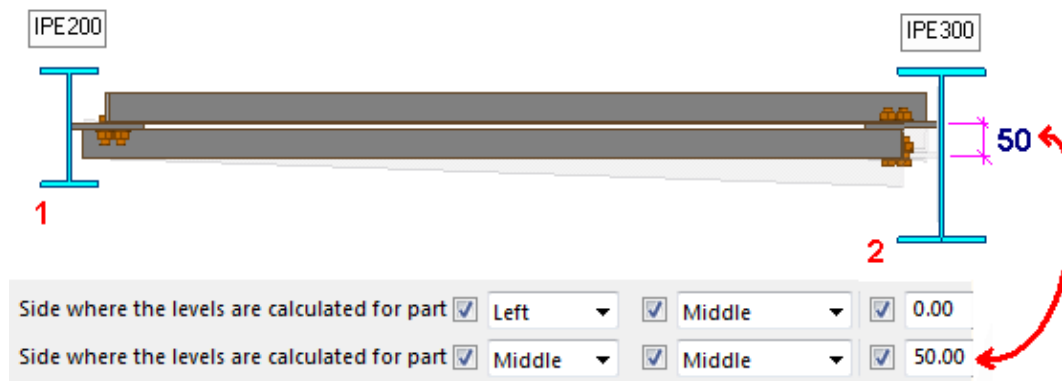 IPE200
IPE300
50
1
2
Side where the levels are calculated for part Left Middle 0.00
Side where the levels are calculated for part Middle Middle 50.00